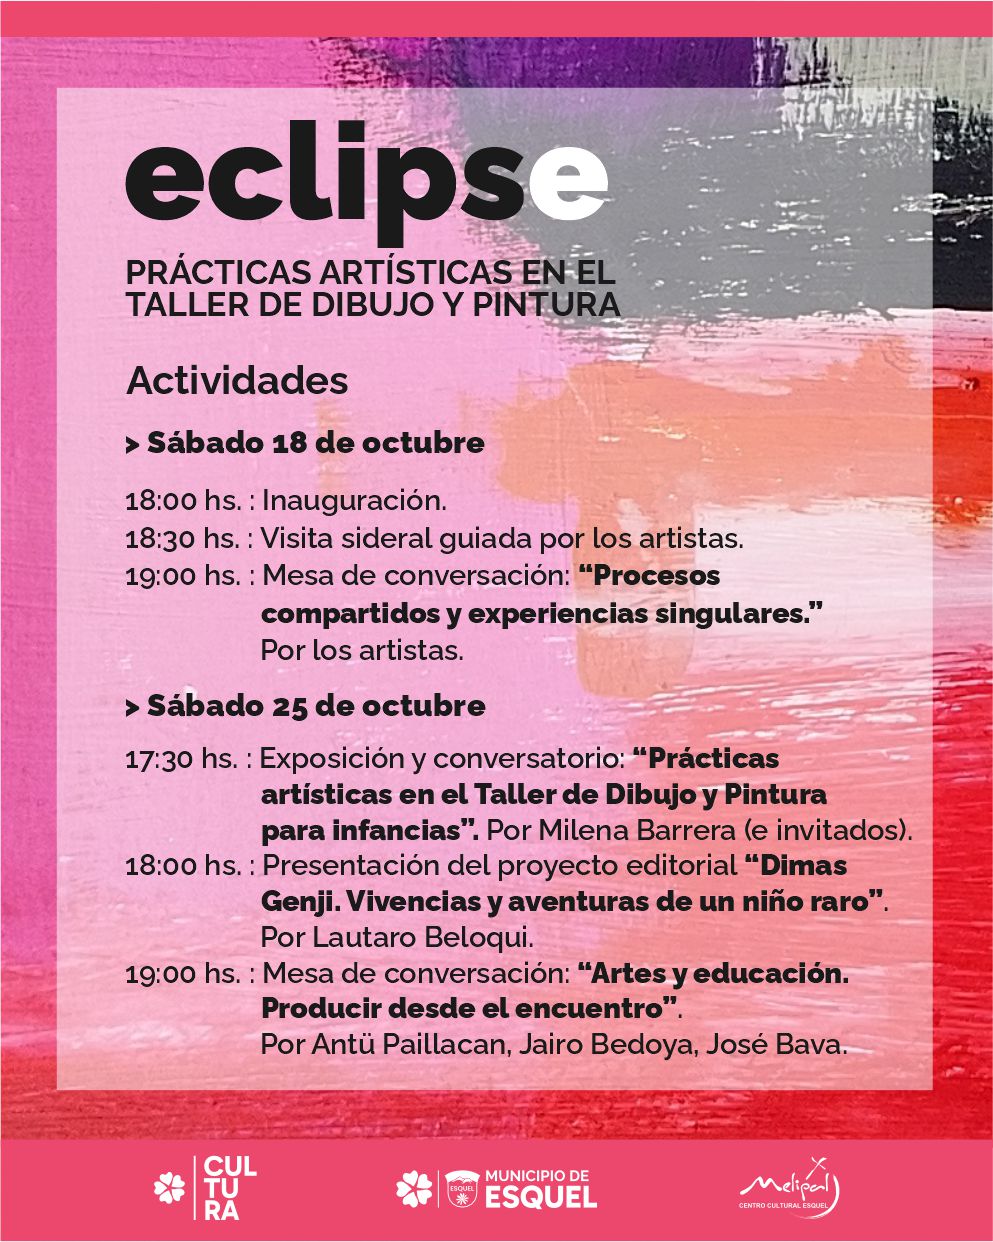 eclipse
PRÁCTICAS ARTÍSTICAS EN EL
TALLER DE DIBUJO Y PINTURA
Actividades
> Sábado 18 de octubre
18:00 hs. : Inauguración.
18:30 hs. : Visita sideral guiada por los artistas.
19:00 hs. : Mesa de conversación: “Procesos
compartidos y experiencias singulares.”
Por los artistas.
> Sábado 25 de octubre
17:30 hs. : Exposición y conversatorio: “Prácticas
artísticas en el Taller de Dibujo y Pintura
para infancias”. Por Milena Barrera (e invitados).
18:00 hs. : Presentación del proyecto editorial “Dimas
Genji. Vivencias y aventuras de un niño raro”.
Por Lautaro Beloqui.
19:00 hs. : Mesa de conversación: “Artes y educación.
Producir desde el encuentro”.
Por Antü Paillacan, Jairo Bedoya, José Bava.
CUL
TU
RA
ESQUEL
MUNICIPIO DE
ESQUEL
Melipal
CENTRO CULTURAL ESQUEL